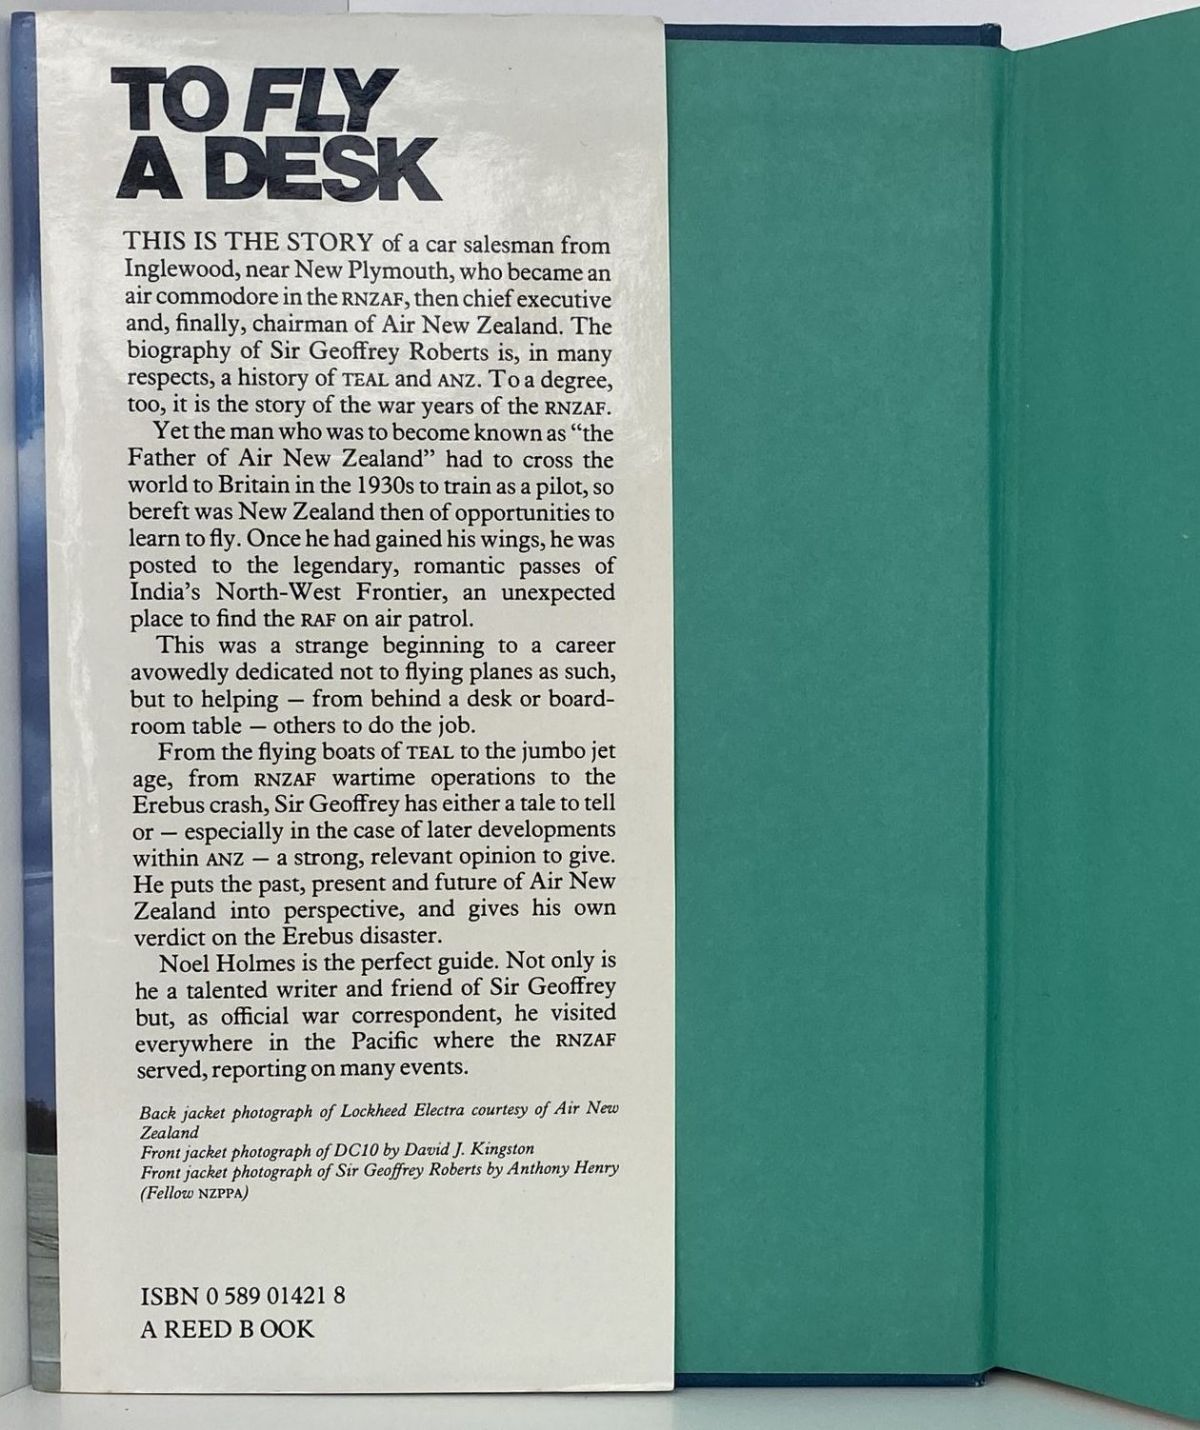 TO FLY
A DESK
THIS IS THE STORY of a car salesman from
Inglewood, near New Plymouth, who became an
air commodore in the RNZAF, then chief executive
and, finally, chairman of Air New Zealand. The
biography of Sir Geoffrey Roberts is, in many
respects, a history of TEAL and ANZ. To a degree,
too, it is the story of the war years of the RNZAF.
Yet the man who was to become known as “the
Father of Air New Zealand” had to cross the
world to Britain in the 1930s to train as a pilot, so
bereft was New Zealand then of opportunities to
learn to fly. Once he had gained his wings, he was
posted to the legendary, romantic passes of
India’s North-West Frontier, an unexpected
place to find the RAF on air patrol.
This was a strange beginning to a career
avowedly dedicated not to flying planes as such,
but to helping — from behind a desk or board-
room table — others to do the job.
From the flying boats of TEAL to the jumbo jet
age, from RNZAF wartime operations to the
Erebus crash, Sir Geoffrey has either a tale to tell
or — especially in the case of later developments
within ANZ — a strong, relevant opinion to give.
He puts the past, present and future of Air New
Zealand into perspective, and gives his own
verdict on the Erebus disaster.
Noel Holmes is the perfect guide. Not only is
he a talented writer and friend of Sir Geoffrey
but, as official war correspondent, he visited
everywhere in the Pacific where the RNZAF
served, reporting on many events.
Back jacket photograph of Lockheed Electra courtesy of Air New
Zealand
Front jacket photograph of DC10 by David J. Kingston
Front jacket photograph of Sir Geoffrey Roberts by Anthony Henry
(Fellow NZPPA)
ISBN 0 589 01421 8
A REED B OOK